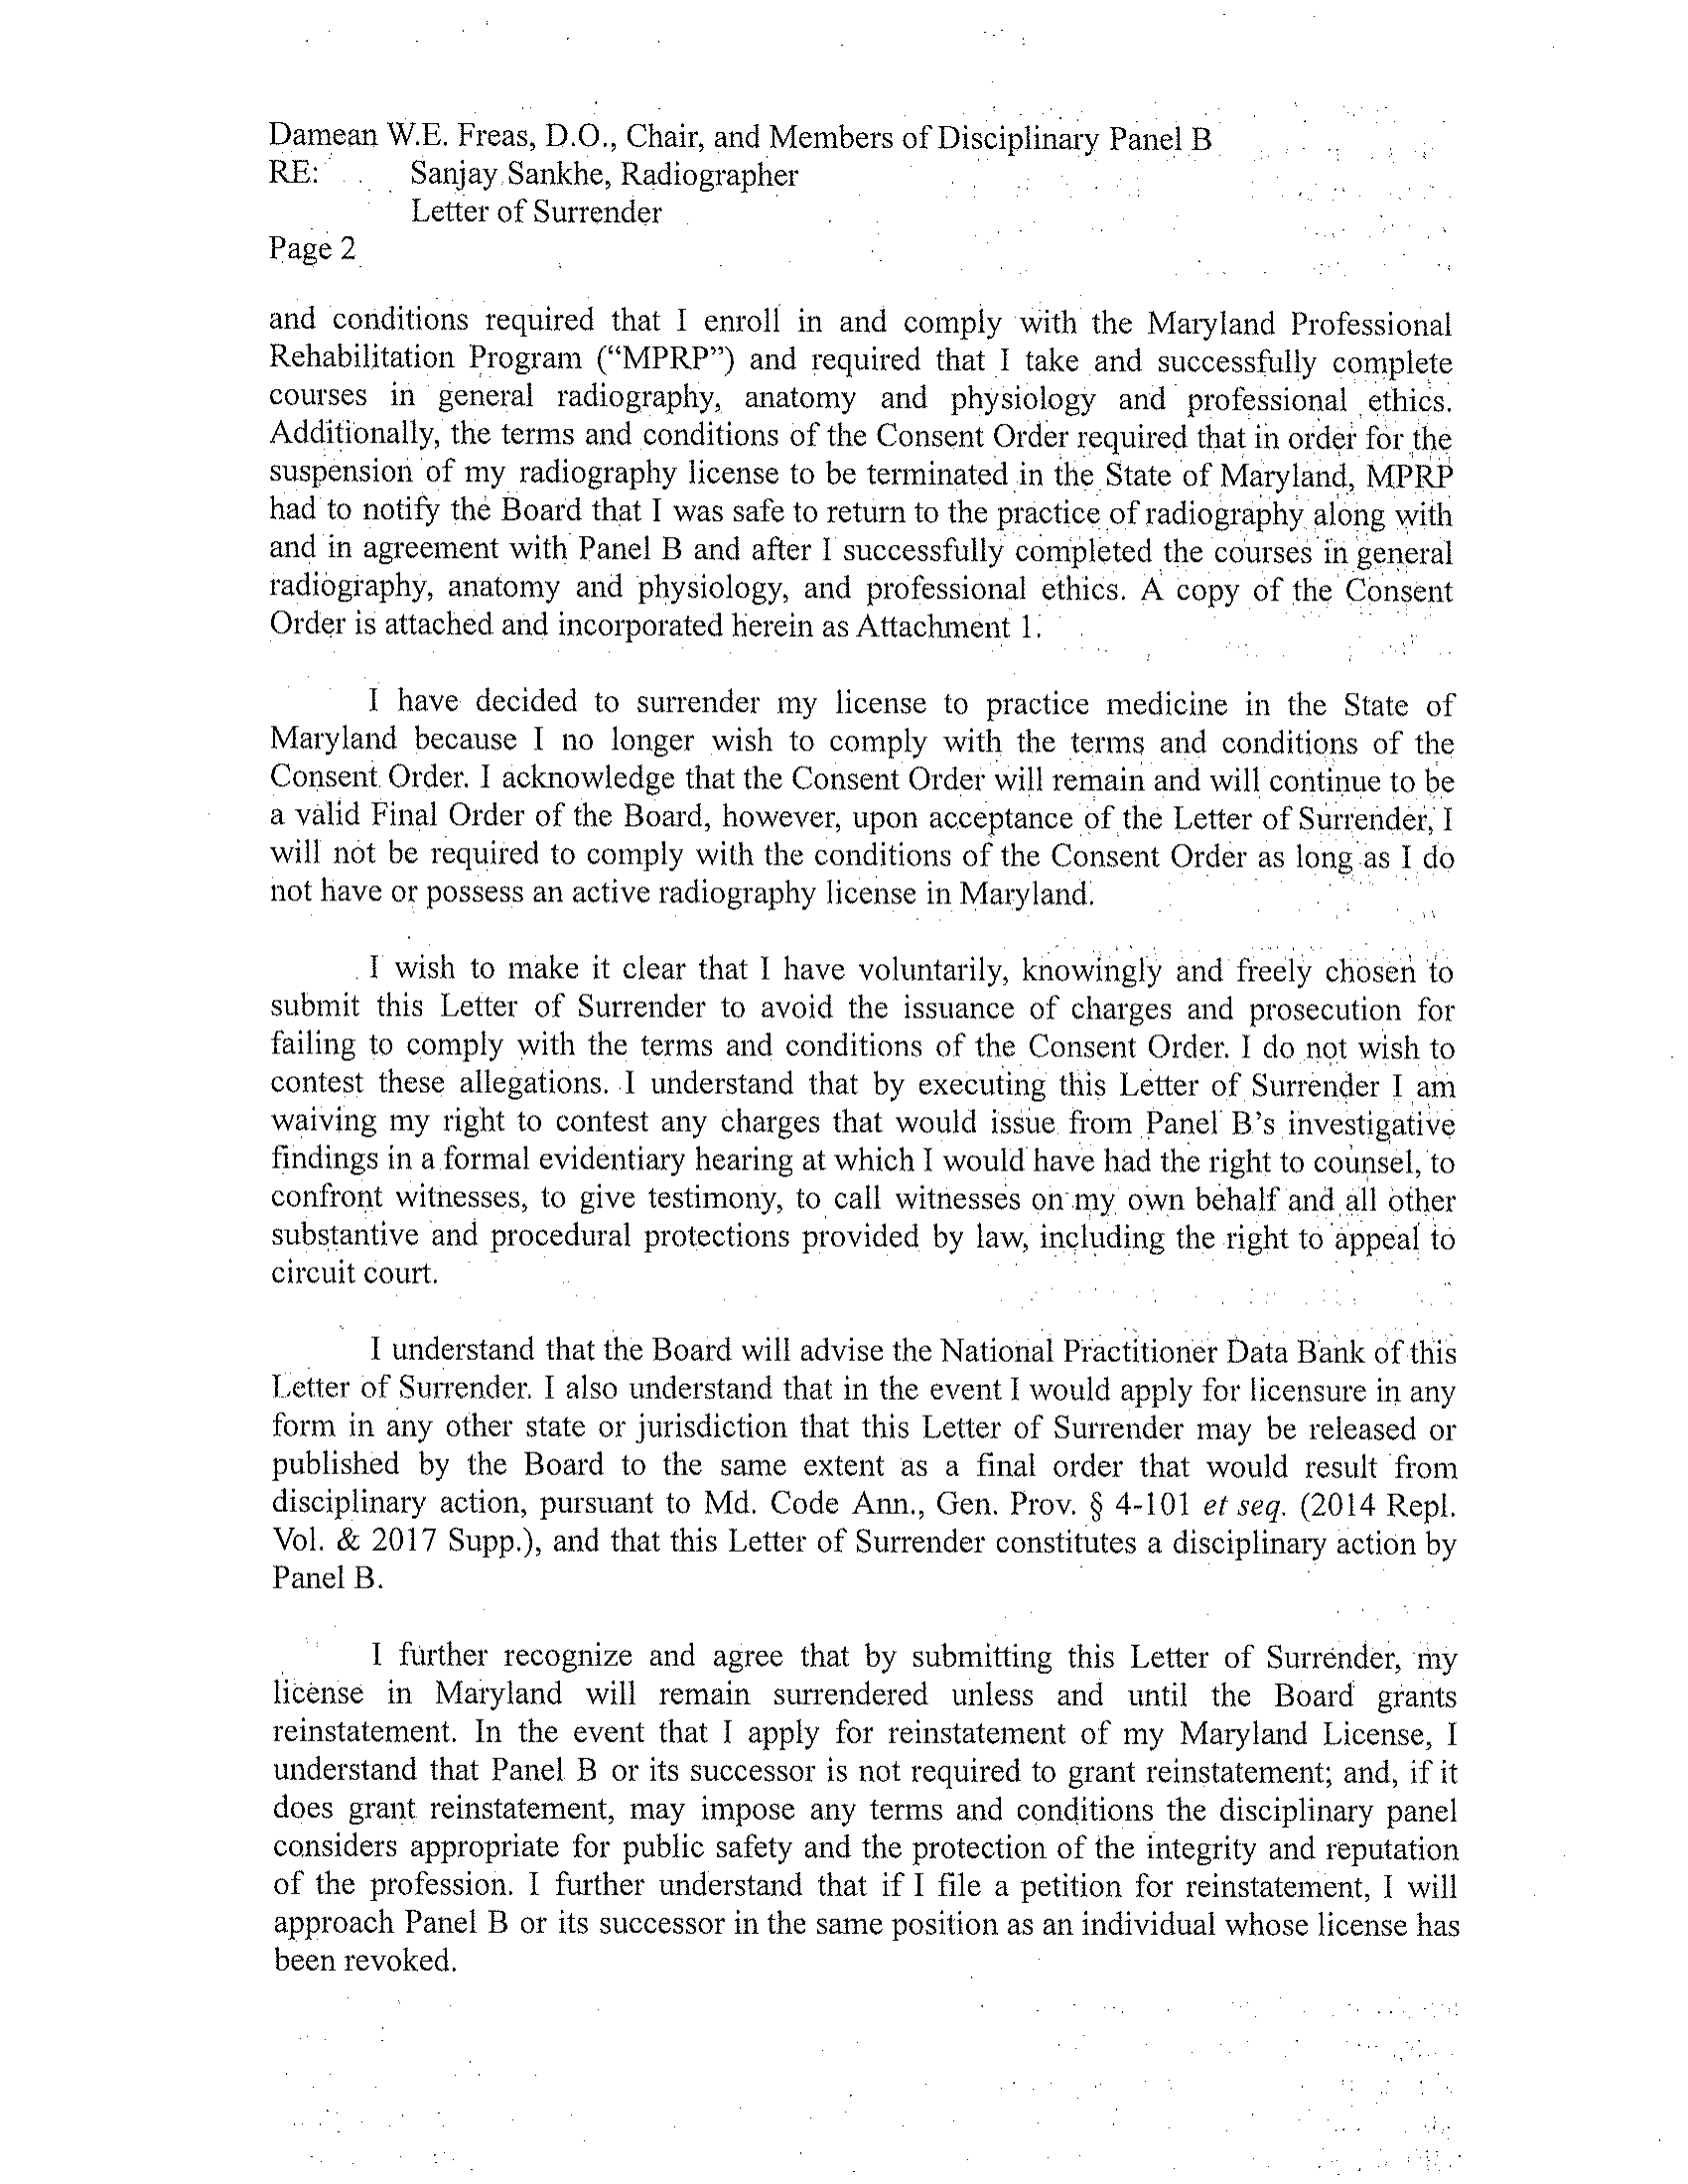 Damean W.E. Freas, D.O., Chair, and Members of Disciplinary Panel B
RE: Sanjay Sankhe, Radiographer
Letter of Surrender
Page 2
and conditions required that I enroll in and comply with the Maryland Professional
Rehabilitation Program (“MPRP”) and required that I take and successfully complete
courses in general radiography, anatomy and physiology and professional ethics.
Additionally, the terms and conditions of the Consent Order required that in order for the
suspension of my radiography license to be terminated in the State of Maryland, MPRP
had to notify the Board that I was safe to return to the practice of radiography along with
and in agreement with Panel B and after I successfully completed the courses in general
radiography, anatomy and physiology, and professional ethics. A copy of the Consent
Order is attached and incorporated herein as Attachment 1.
I have decided to surrender my license to practice medicine in the State of
Maryland because I no longer wish to comply with the terms and conditions of the
Consent Order. I acknowledge that the Consent Order will remain and will continue to be
a valid Final Order of the Board, however, upon acceptance of the Letter of Surrender, I
will not be required to comply with the conditions of the Consent Order as long as I do
not have or possess an active radiography license in Maryland.
I wish to make it clear that I have voluntarily, knowingly and freely chosen to
submit this Letter of Surrender to avoid the issuance of charges and prosecution for
failing to comply with the terms and conditions of the Consent Order. I do not wish to
contest these allegations. I understand that by executing this Letter of Surrender I am
waiving my right to contest any charges that would issue from Panel B’s investigative
findings in a formal evidentiary hearing at which I would have had the right to counsel, to
confront witnesses, to give testimony, to call witnesses on my own behalf and all other
substantive and procedural protections provided by law, including the right to appeal to
circuit court.
I understand that the Board will advise the National Practitioner Data Bank of this
Letter of Surrender. I also understand that in the event I would apply for licensure in any
form in any other state or jurisdiction that this Letter of Surrender may be released or
published by the Board to the same extent as a final order that would result from
disciplinary action, pursuant to Md. Code Ann., Gen. Prov. § 4-101 et seq. (2014 Repl.
Vol. & 2017 Supp.), and that this Letter of Surrender constitutes a disciplinary action by
Panel B.
I further recognize and agree that by submitting this Letter of Surrender, my
license in Maryland will remain surrendered unless and until the Board grants
reinstatement. In the event that I apply for reinstatement of my Maryland License, I
understand that Panel B or its successor is not required to grant reinstatement; and, if it
does grant reinstatement, may impose any terms and conditions the disciplinary panel
considers appropriate for public safety and the protection of the integrity and reputation
of the profession. I further understand that if I file a petition for reinstatement, I will
approach Panel B or its successor in the same position as an individual whose license has
been revoked.